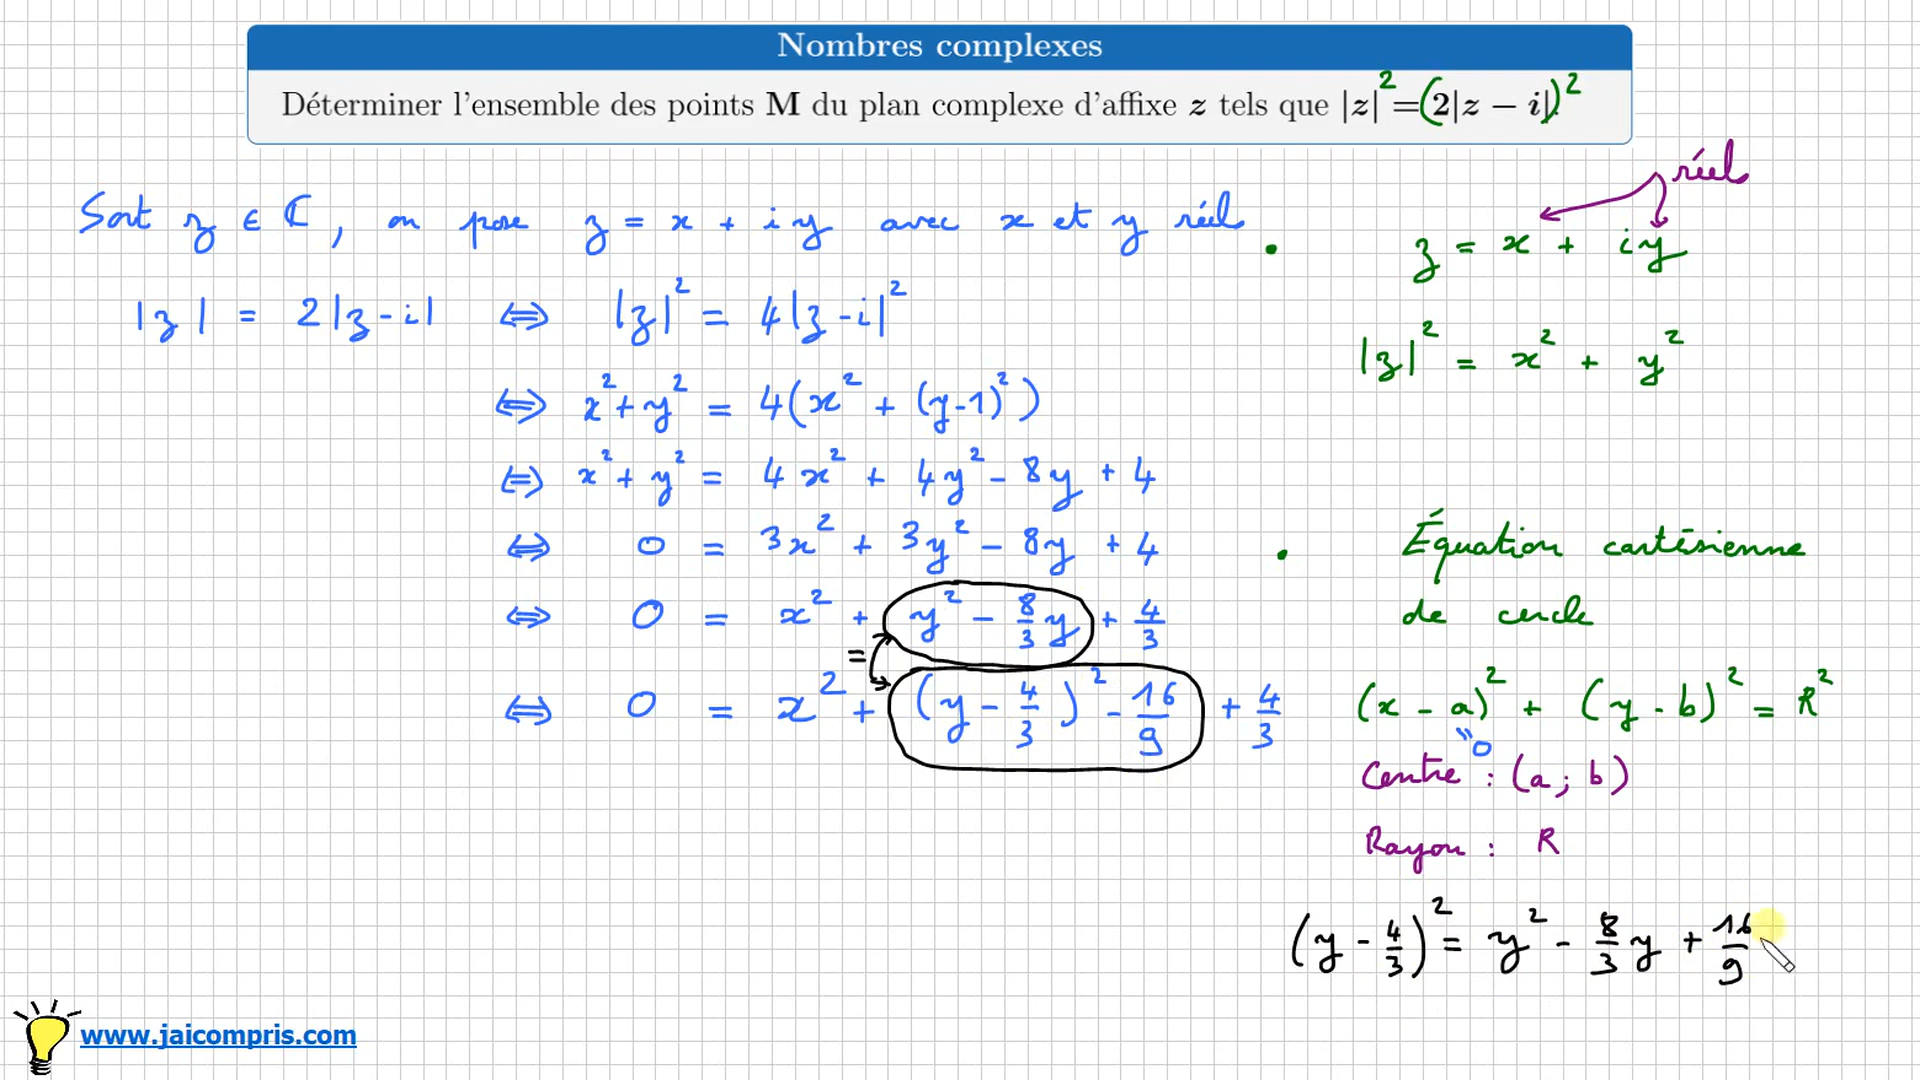 Nombres complexes
Déterminer l'ensemble des points M du plan complexe d'affixe z tels que |z|² = (2|z − i|)²
Soit z ∈ ℂ, on pose z = x + iy avec x et y réel
|z| = 2|z - i| ⟺ |z|² = 4|z - i|²
⟺ x² + y² = 4(x² + (y-1)²)
⟺ x² + y² = 4x² + 4y² - 8y + 4
⟺ 0 = 3x² + 3y² - 8y + 4
⟺ 0 = x² + y² - 8/3 y + 4/3
=
⟺ 0 = x² + (y - 4/3)² - 16/9 + 4/3
réel
• z = x + iy
|z|² = x² + y²
• Équation cartésienne
de cercle
(x - a)² + (y - b)² = R²
"0
Centre : (a ; b)
Rayon : R
(y - 4/3)² = y² - 8/3 y + 16/9
www.jaicompris.com